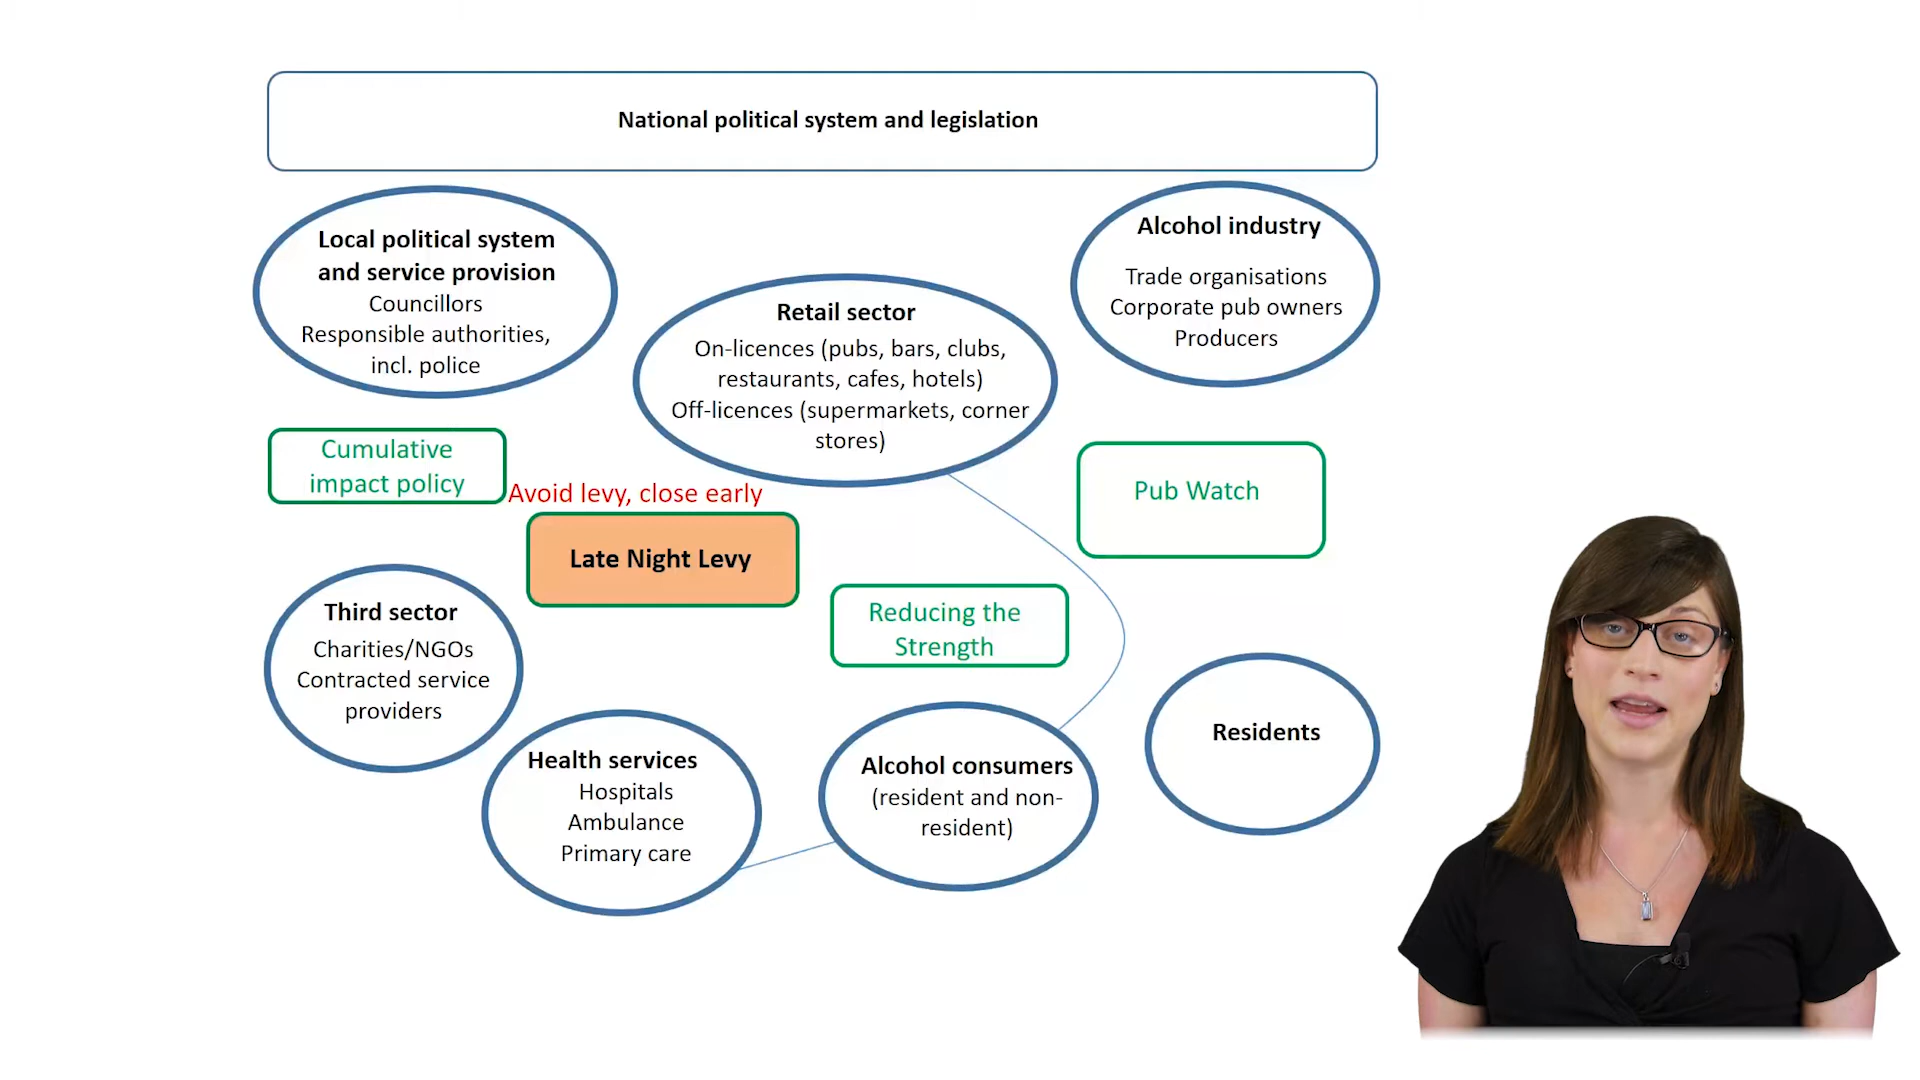 National political system and legislation
Local political system
and service provision
Councillors
Responsible authorities,
incl. police
Retail sector
On-licences (pubs, bars, clubs,
restaurants, cafes, hotels)
Off-licences (supermarkets, corner
stores)
Alcohol industry
Trade organisations
Corporate pub owners
Producers
Cumulative
impact policy
Avoid levy, close early
Late Night Levy
Pub Watch
Reducing the
Strength
Third sector
Charities/NGOs
Contracted service
providers
Health services
Hospitals
Ambulance
Primary care
Alcohol consumers
(resident and non-
resident)
Residents